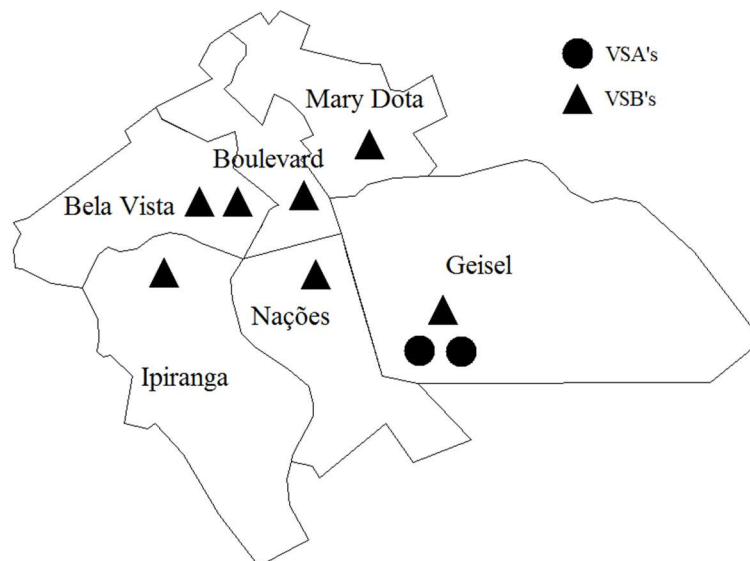 VSA's
Mary Dota
VSB's
Boulevard
Bela Vista
Geisel
Nações
Ipiranga